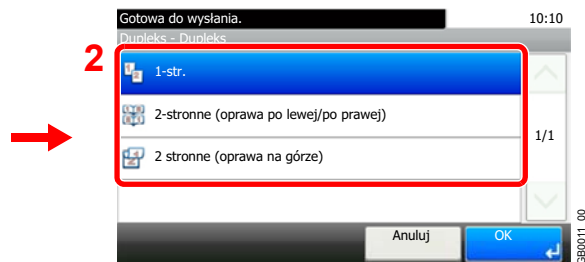 Gotowa do wysłania. 10:10
Dupleks - Dupleks
2
1-str.
2-stronne (oprawa po lewej/po prawej)
1/1
2 stronne (oprawa na górze)
Anuluj OK
GB0011_00